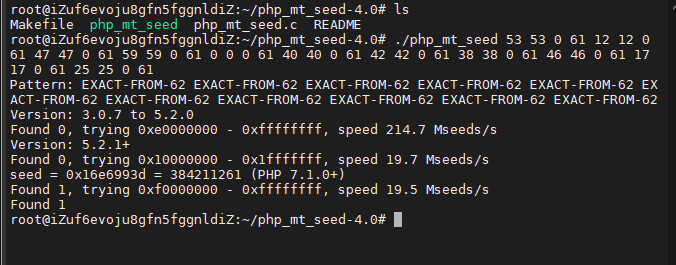 root@iZuf6evoju8gfn5fggnldiZ:~/php_mt_seed-4.0# ls
Makefile  php_mt_seed  php_mt_seed.c  README
root@iZuf6evoju8gfn5fggnldiZ:~/php_mt_seed-4.0# ./php_mt_seed 53 53 0 61 12 12 0
61 47 47 0 61 59 59 0 61 0 0 0 61 40 40 0 61 42 42 0 61 38 38 0 61 46 46 0 61 17
17 0 61 25 25 0 61
Pattern: EXACT-FROM-62 EXACT-FROM-62 EXACT-FROM-62 EXACT-FROM-62 EXACT-FROM-62 EX
ACT-FROM-62 EXACT-FROM-62 EXACT-FROM-62 EXACT-FROM-62 EXACT-FROM-62 EXACT-FROM-62
Version: 3.0.7 to 5.2.0
Found 0, trying 0xe0000000 - 0xffffffff, speed 214.7 Mseeds/s
Version: 5.2.1+
Found 0, trying 0x10000000 - 0x1fffffff, speed 19.7 Mseeds/s
seed = 0x16e6993d = 384211261 (PHP 7.1.0+)
Found 1, trying 0xf0000000 - 0xffffffff, speed 19.5 Mseeds/s
Found 1
root@iZuf6evoju8gfn5fggnldiZ:~/php_mt_seed-4.0#